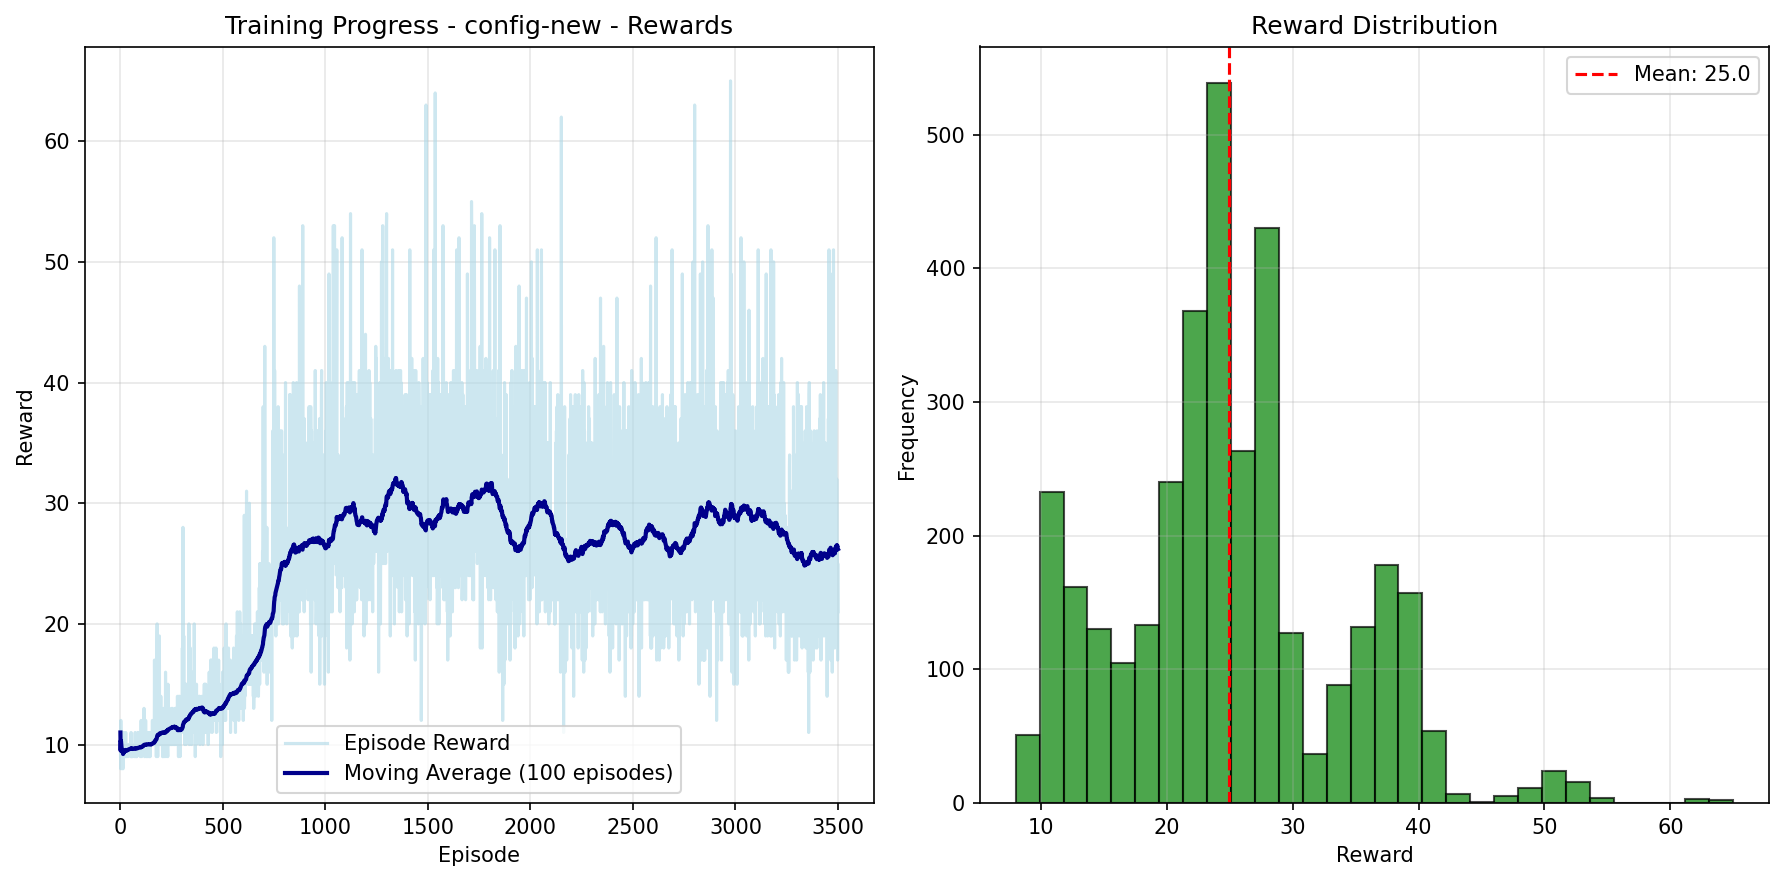 Training Progress - config-new - Rewards
Reward
60
50
40
30
20
10
Episode Reward
Moving Average (100 episodes)
0
500
1000
1500
2000
2500
3000
3500
Episode
Reward Distribution
Mean: 25.0
Frequency
500
400
300
200
100
0
10
20
30
40
50
60
Reward